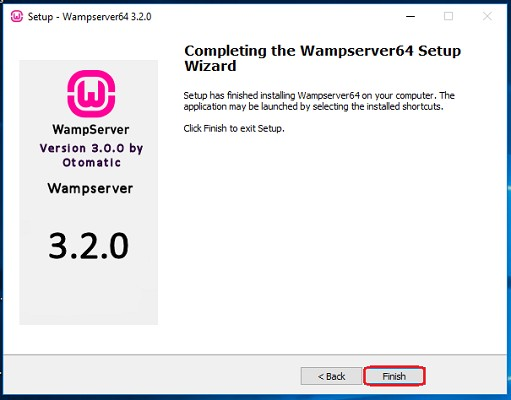 Setup - Wampserver64 3.2.0
Completing the Wampserver64 Setup
Wizard
Setup has finished installing Wampserver64 on your computer. The
application may be launched by selecting the installed shortcuts.
Click Finish to exit Setup.
W
WampServer
Version 3.0.0 by
Otomatic
Wampserver
3.2.0
< Back
Finish